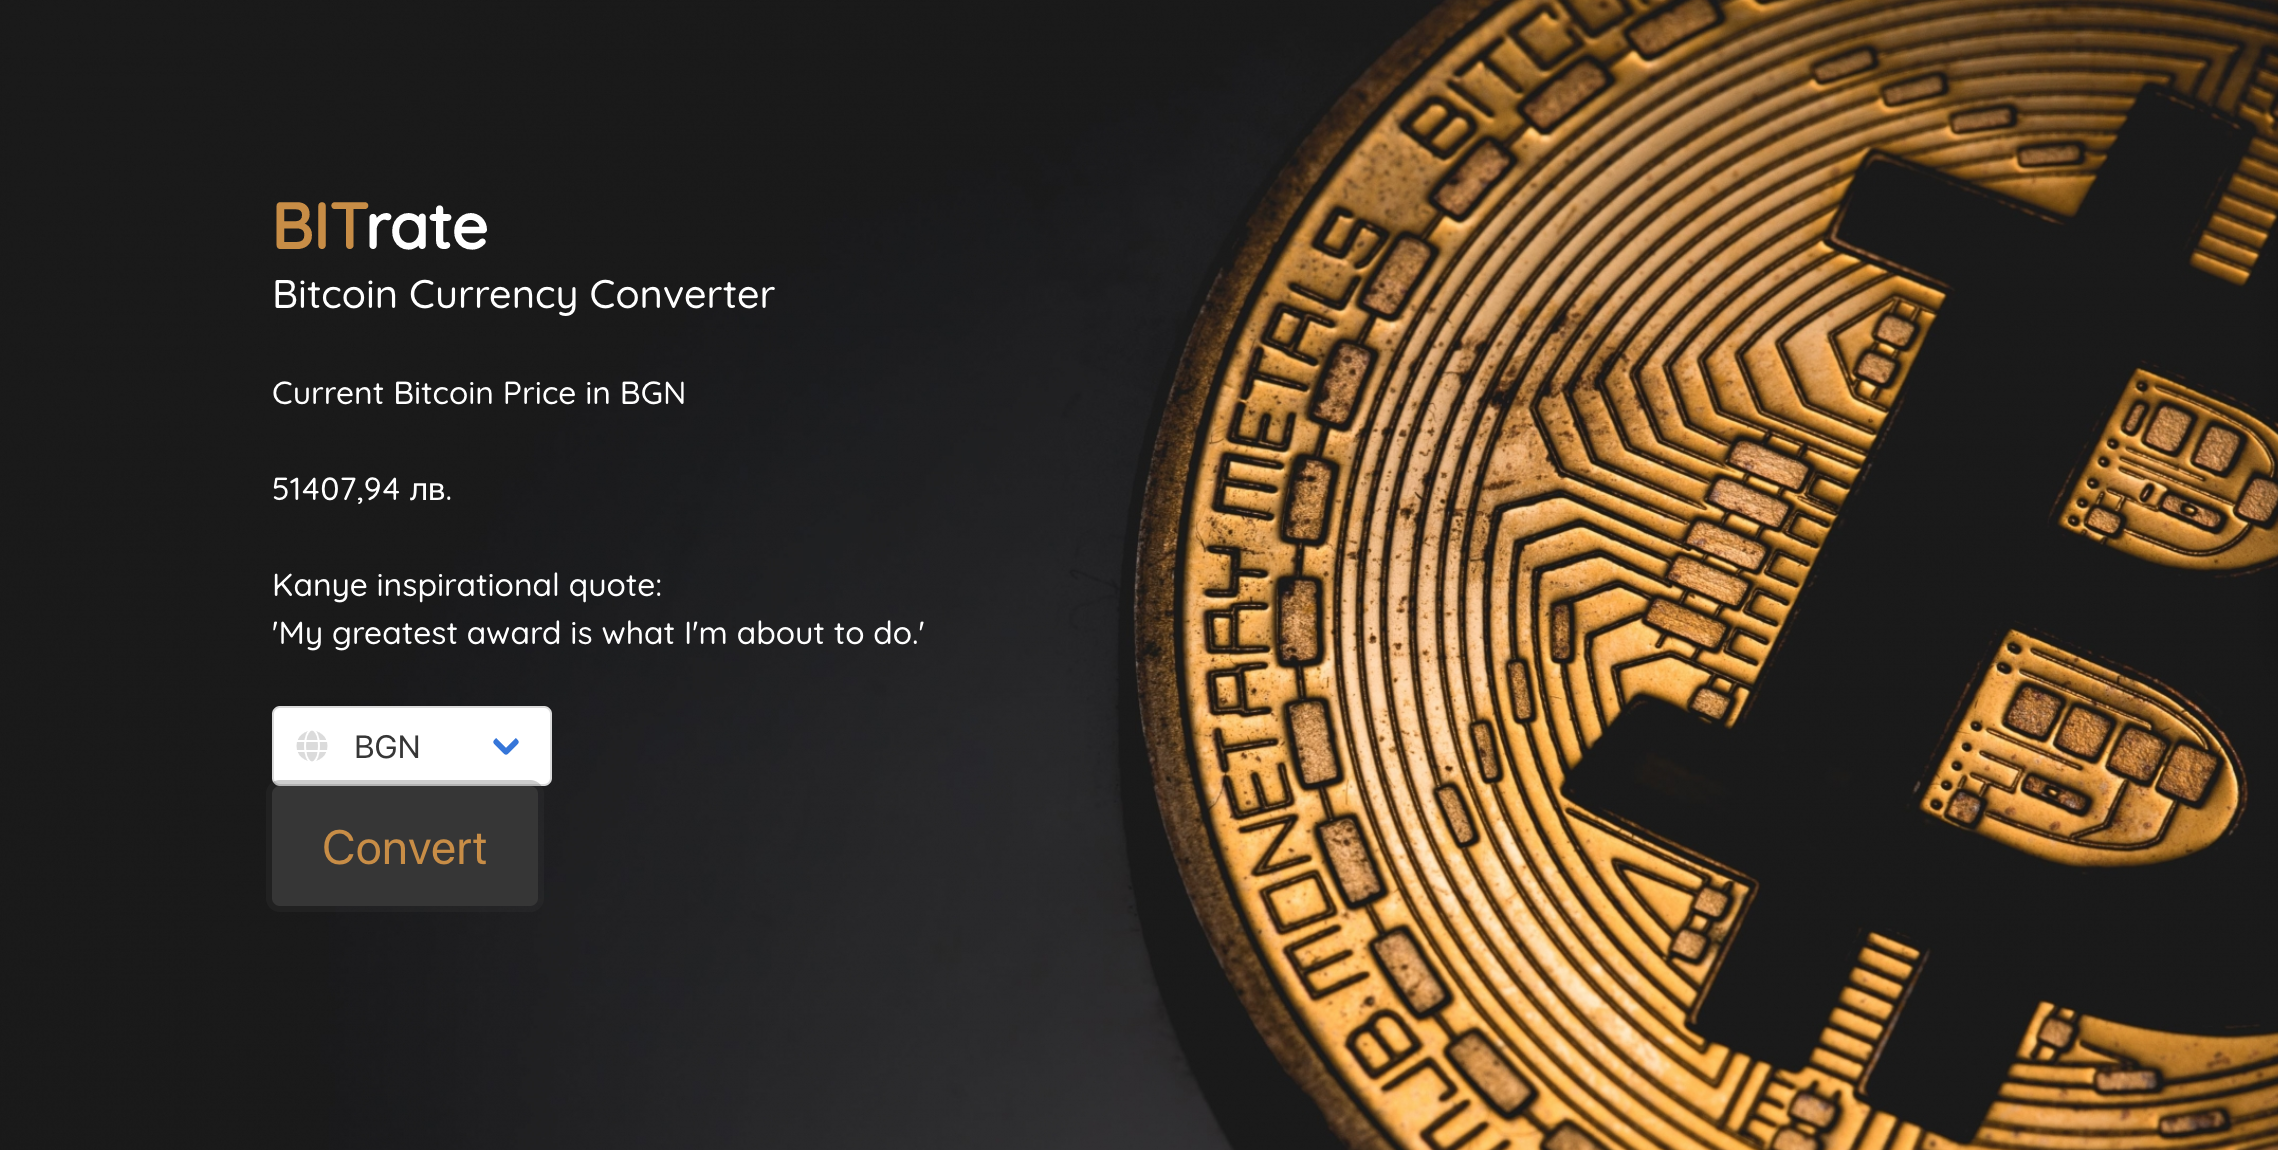 BITrate
Bitcoin Currency Converter
Current Bitcoin Price in BGN
51407,94 лв.
Kanye inspirational quote:
'My greatest award is what I'm about to do.'
BGN
Convert
MJB MONETARY METALS BITC